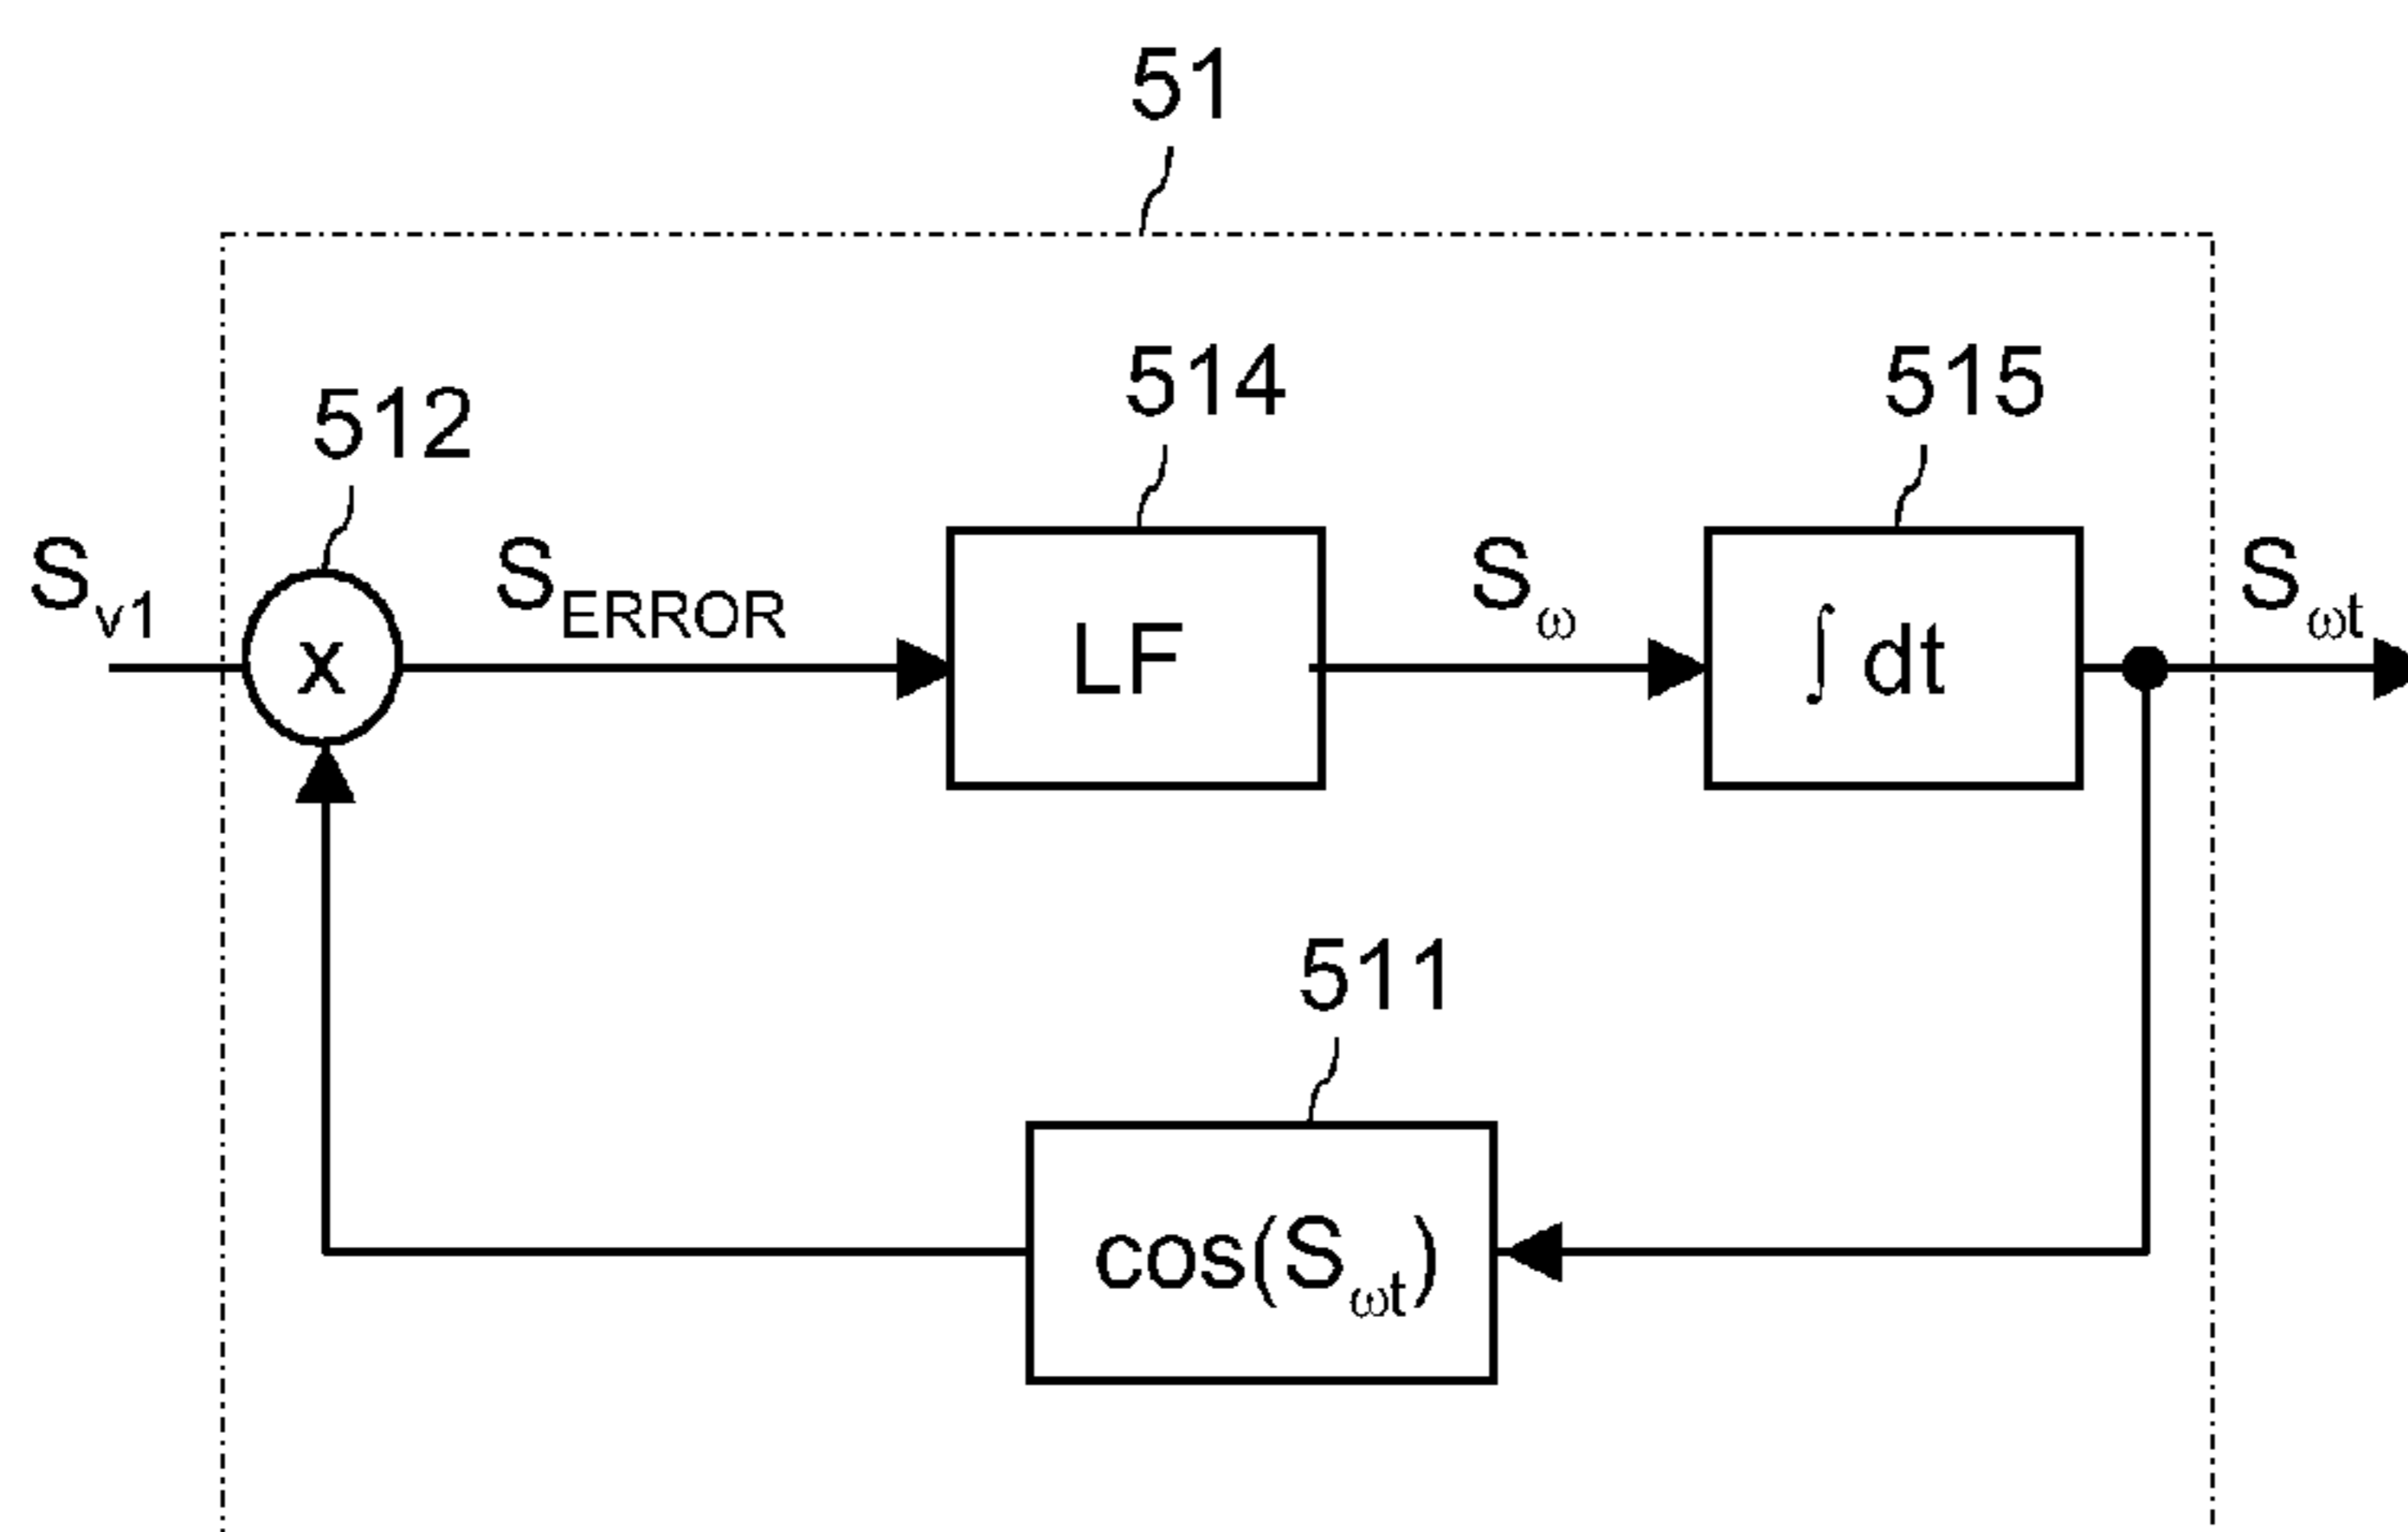 51
512
514
515
Sv1
SERROR
Sω
Sωt
x
LF
∫ dt
511
cos(Sωt)